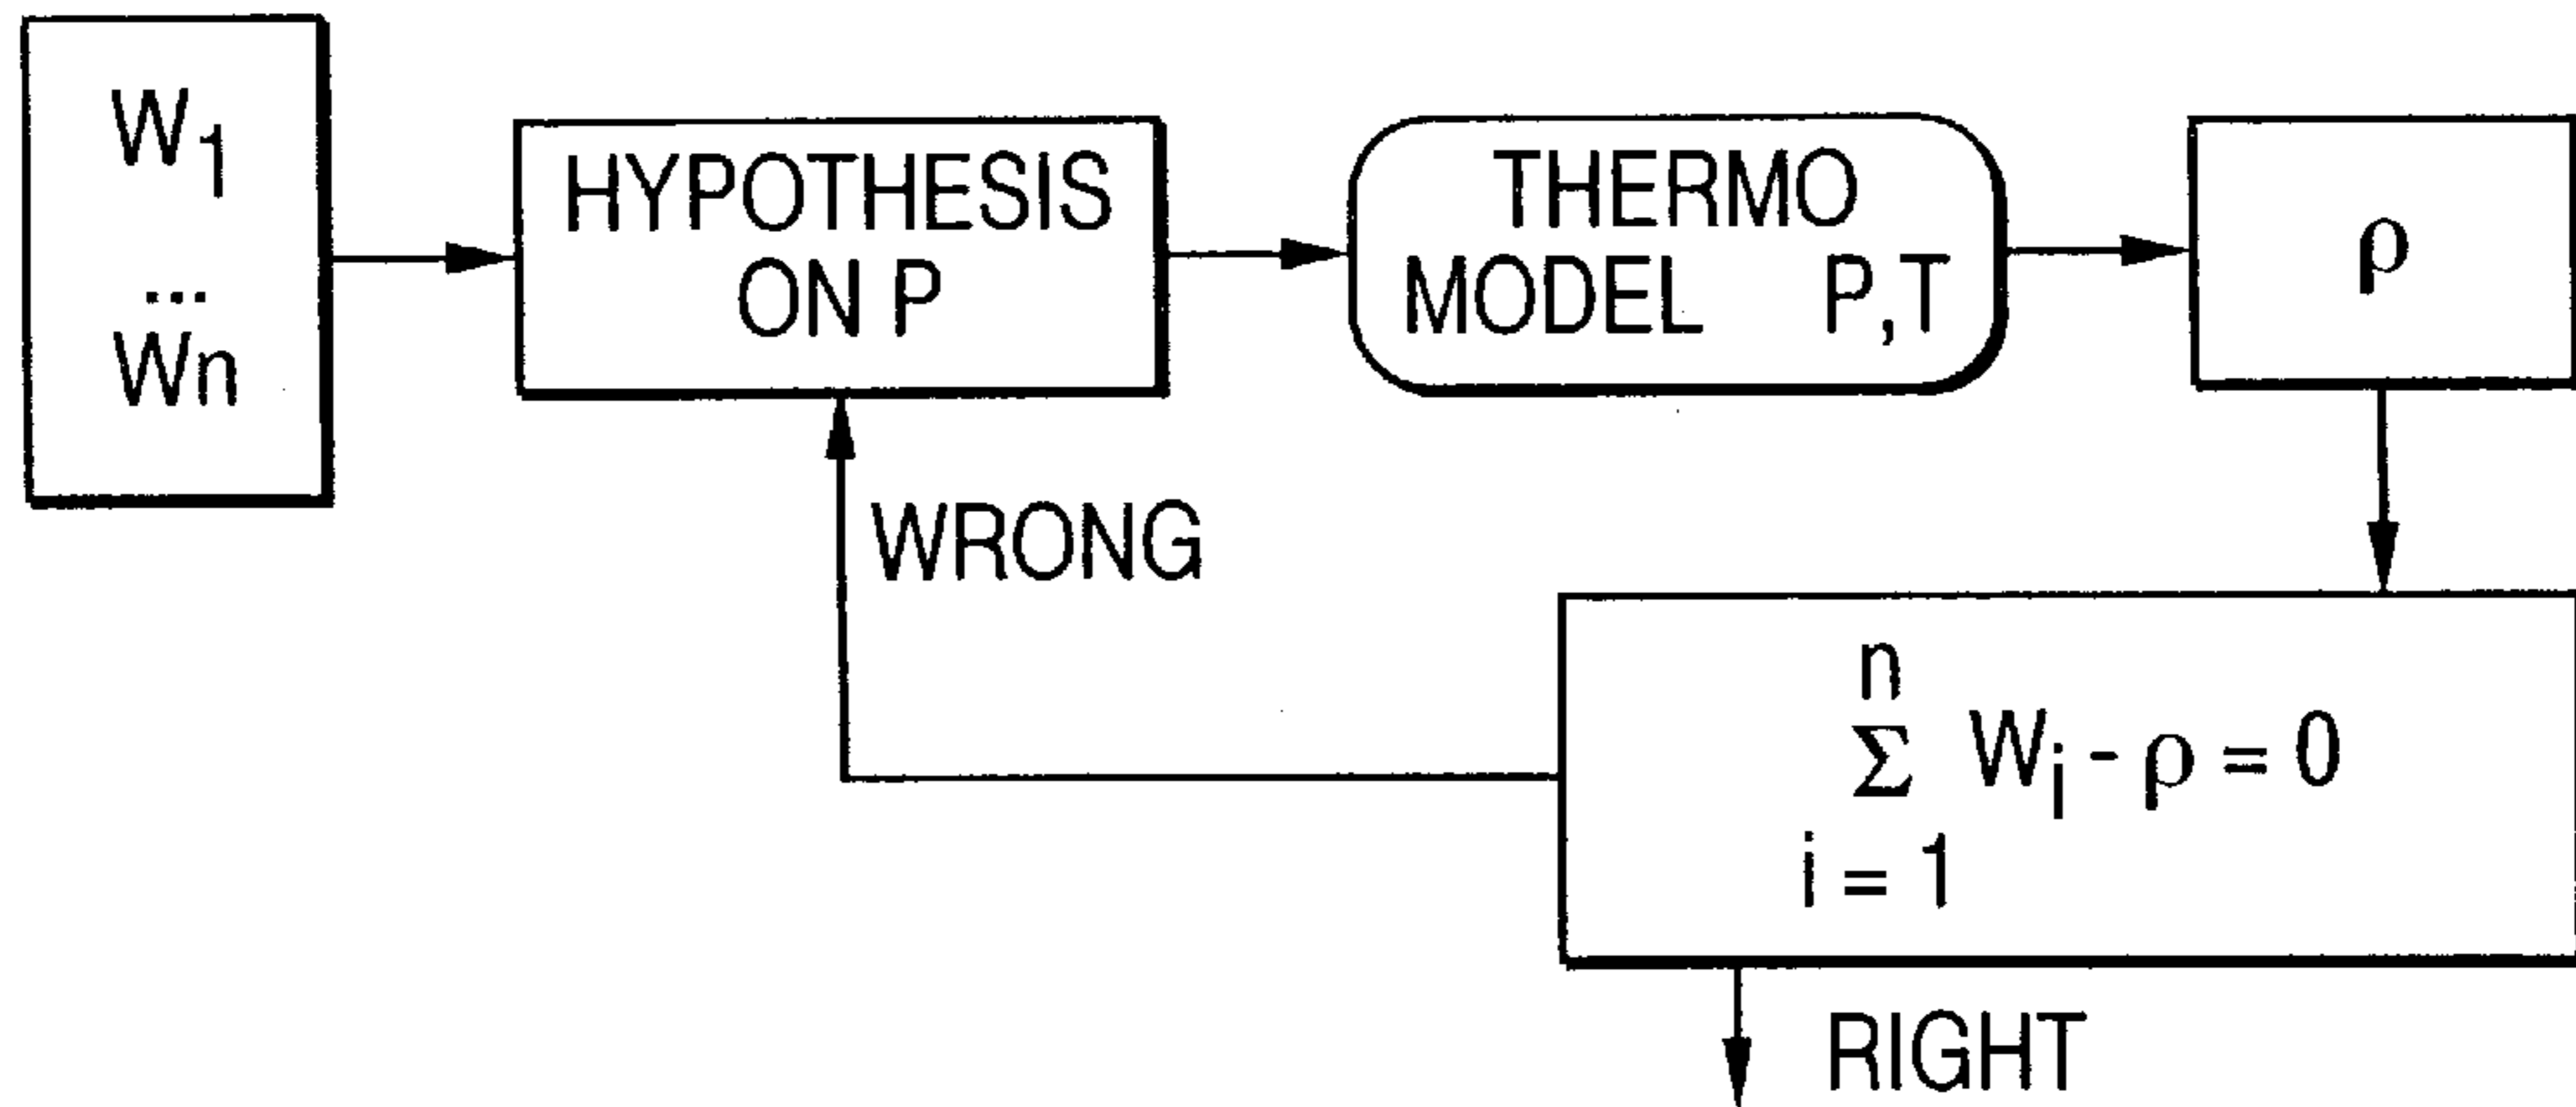 W1
...
Wn
HYPOTHESIS
ON P
THERMO
MODEL P,T
ρ
WRONG
n
Σ Wi - ρ = 0
i = 1
RIGHT